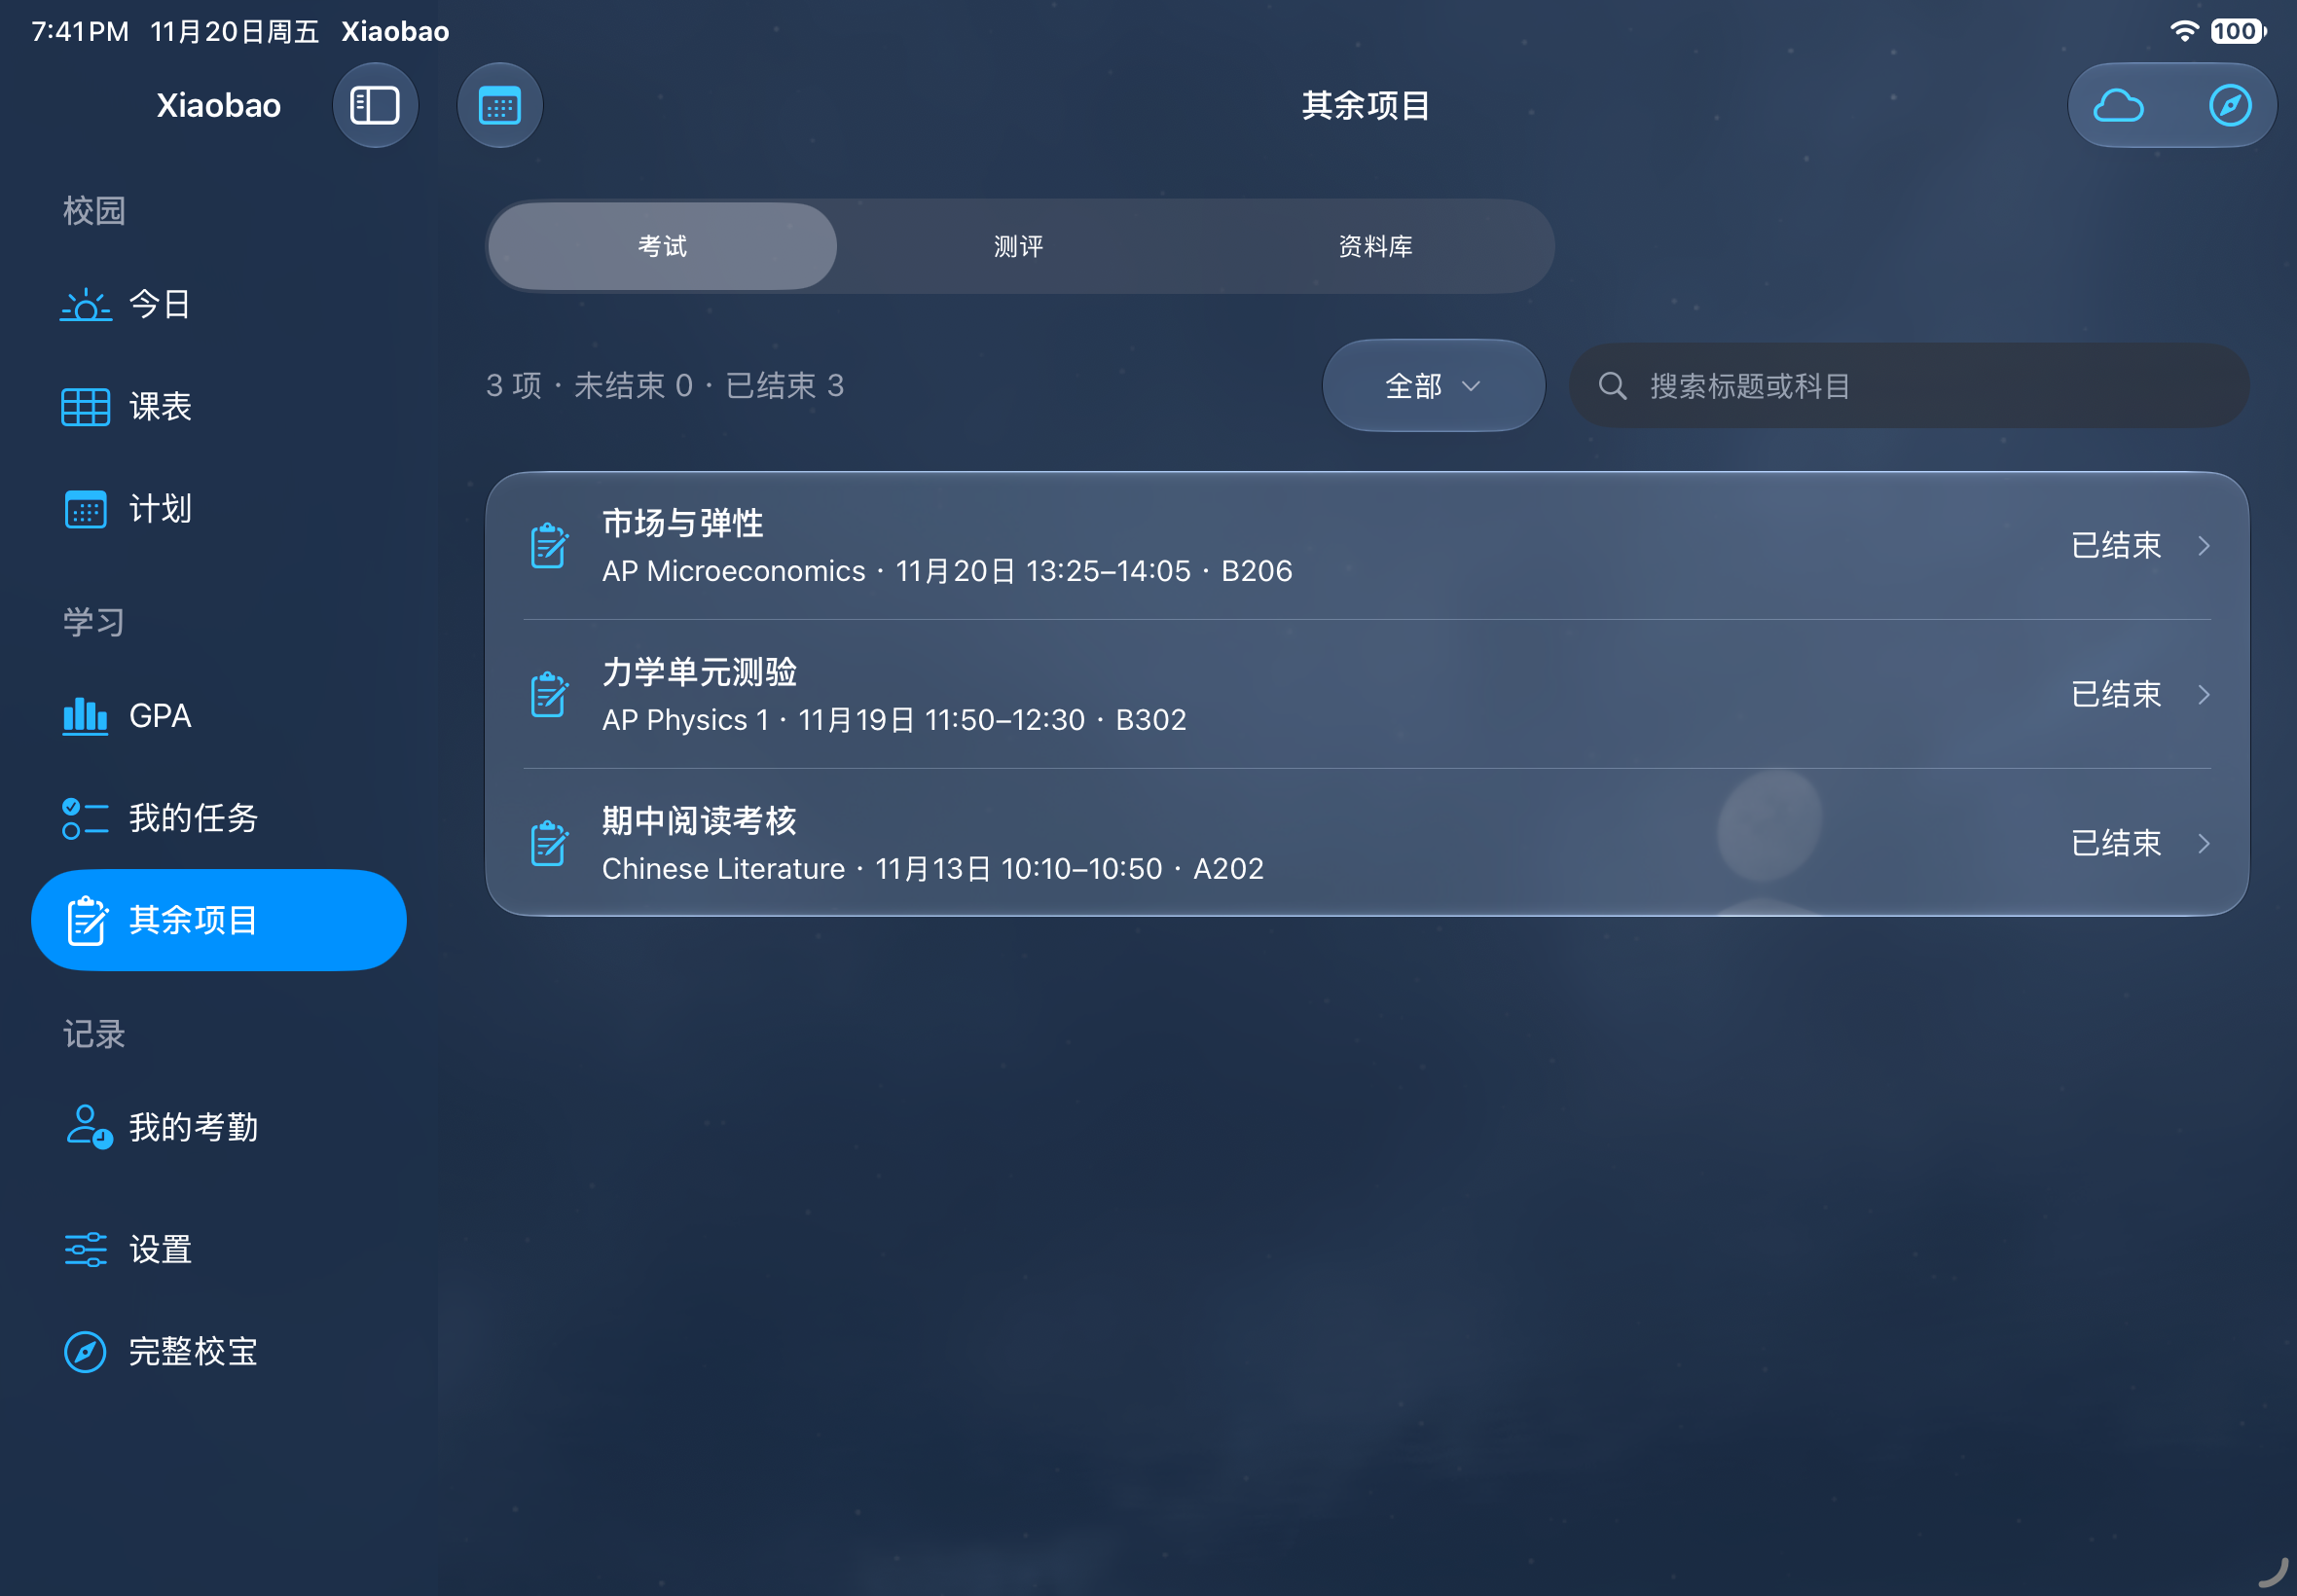 7:41 PM 11月20日周五 Xiaobao
100
Xiaobao
其余项目
校园
今日
课表
计划
学习
GPA
我的任务
其余项目
记录
我的考勤
设置
完整校宝
考试 测评 资料库
3 项 · 未结束 0 · 已结束 3
全部
搜索标题或科目
市场与弹性
AP Microeconomics · 11月20日 13:25–14:05 · B206
已结束
力学单元测验
AP Physics 1 · 11月19日 11:50–12:30 · B302
已结束
期中阅读考核
Chinese Literature · 11月13日 10:10–10:50 · A202
已结束